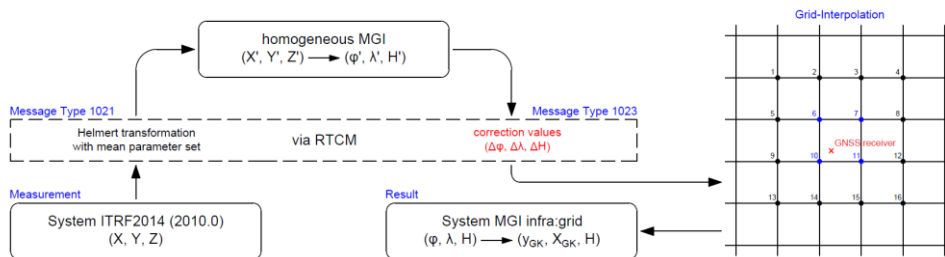 Grid-Interpolation
homogeneous MGI
(X', Y', Z') → (φ', λ', H')
1 2 3 4
Message Type 1021
Message Type 1023
5 6 7 8
Helmert transformation
with mean parameter set
via RTCM
correction values
(Δφ, Δλ, ΔH)
GNSS receiver
9 10 11 12
Measurement
Result
13 14 15 16
System ITRF2014 (2010.0)
(X, Y, Z)
System MGI infra:grid
(φ, λ, H) → (yGK, XGK, H)